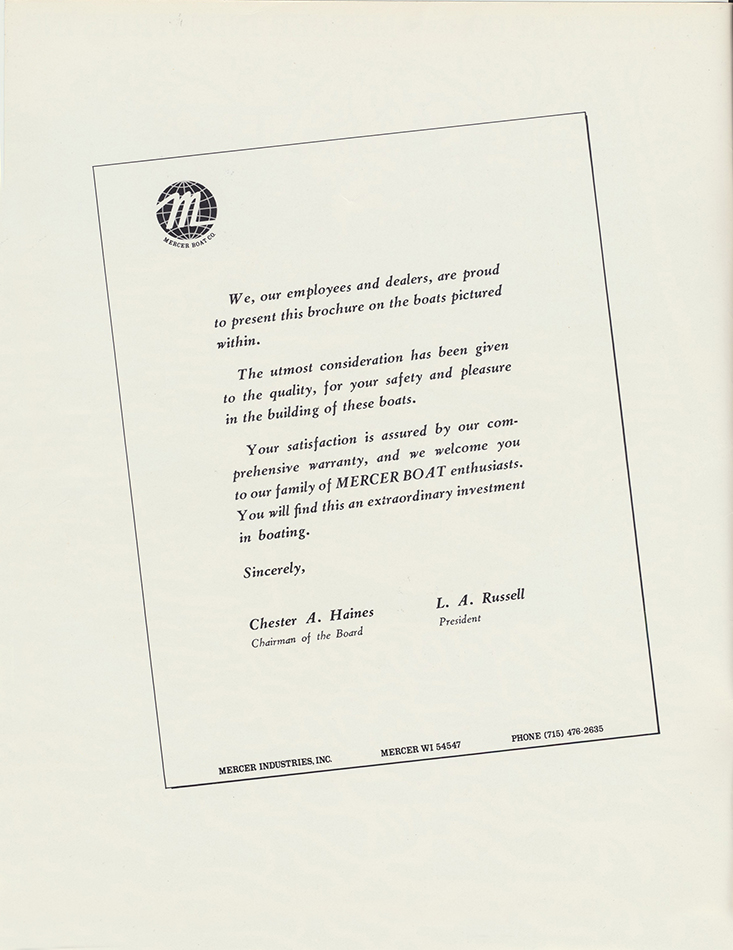 M
MERCER BOAT CO.
We, our employees and dealers, are proud
to present this brochure on the boats pictured
within.
The utmost consideration has been given
to the quality, for your safety and pleasure
in the building of these boats.
Your satisfaction is assured by our com-
prehensive warranty, and we welcome you
to our family of MERCER BOAT enthusiasts.
You will find this an extraordinary investment
in boating.
Sincerely,
Chester A. Haines
Chairman of the Board
L. A. Russell
President
MERCER INDUSTRIES, INC. MERCER WI 54547 PHONE (715) 476-2635